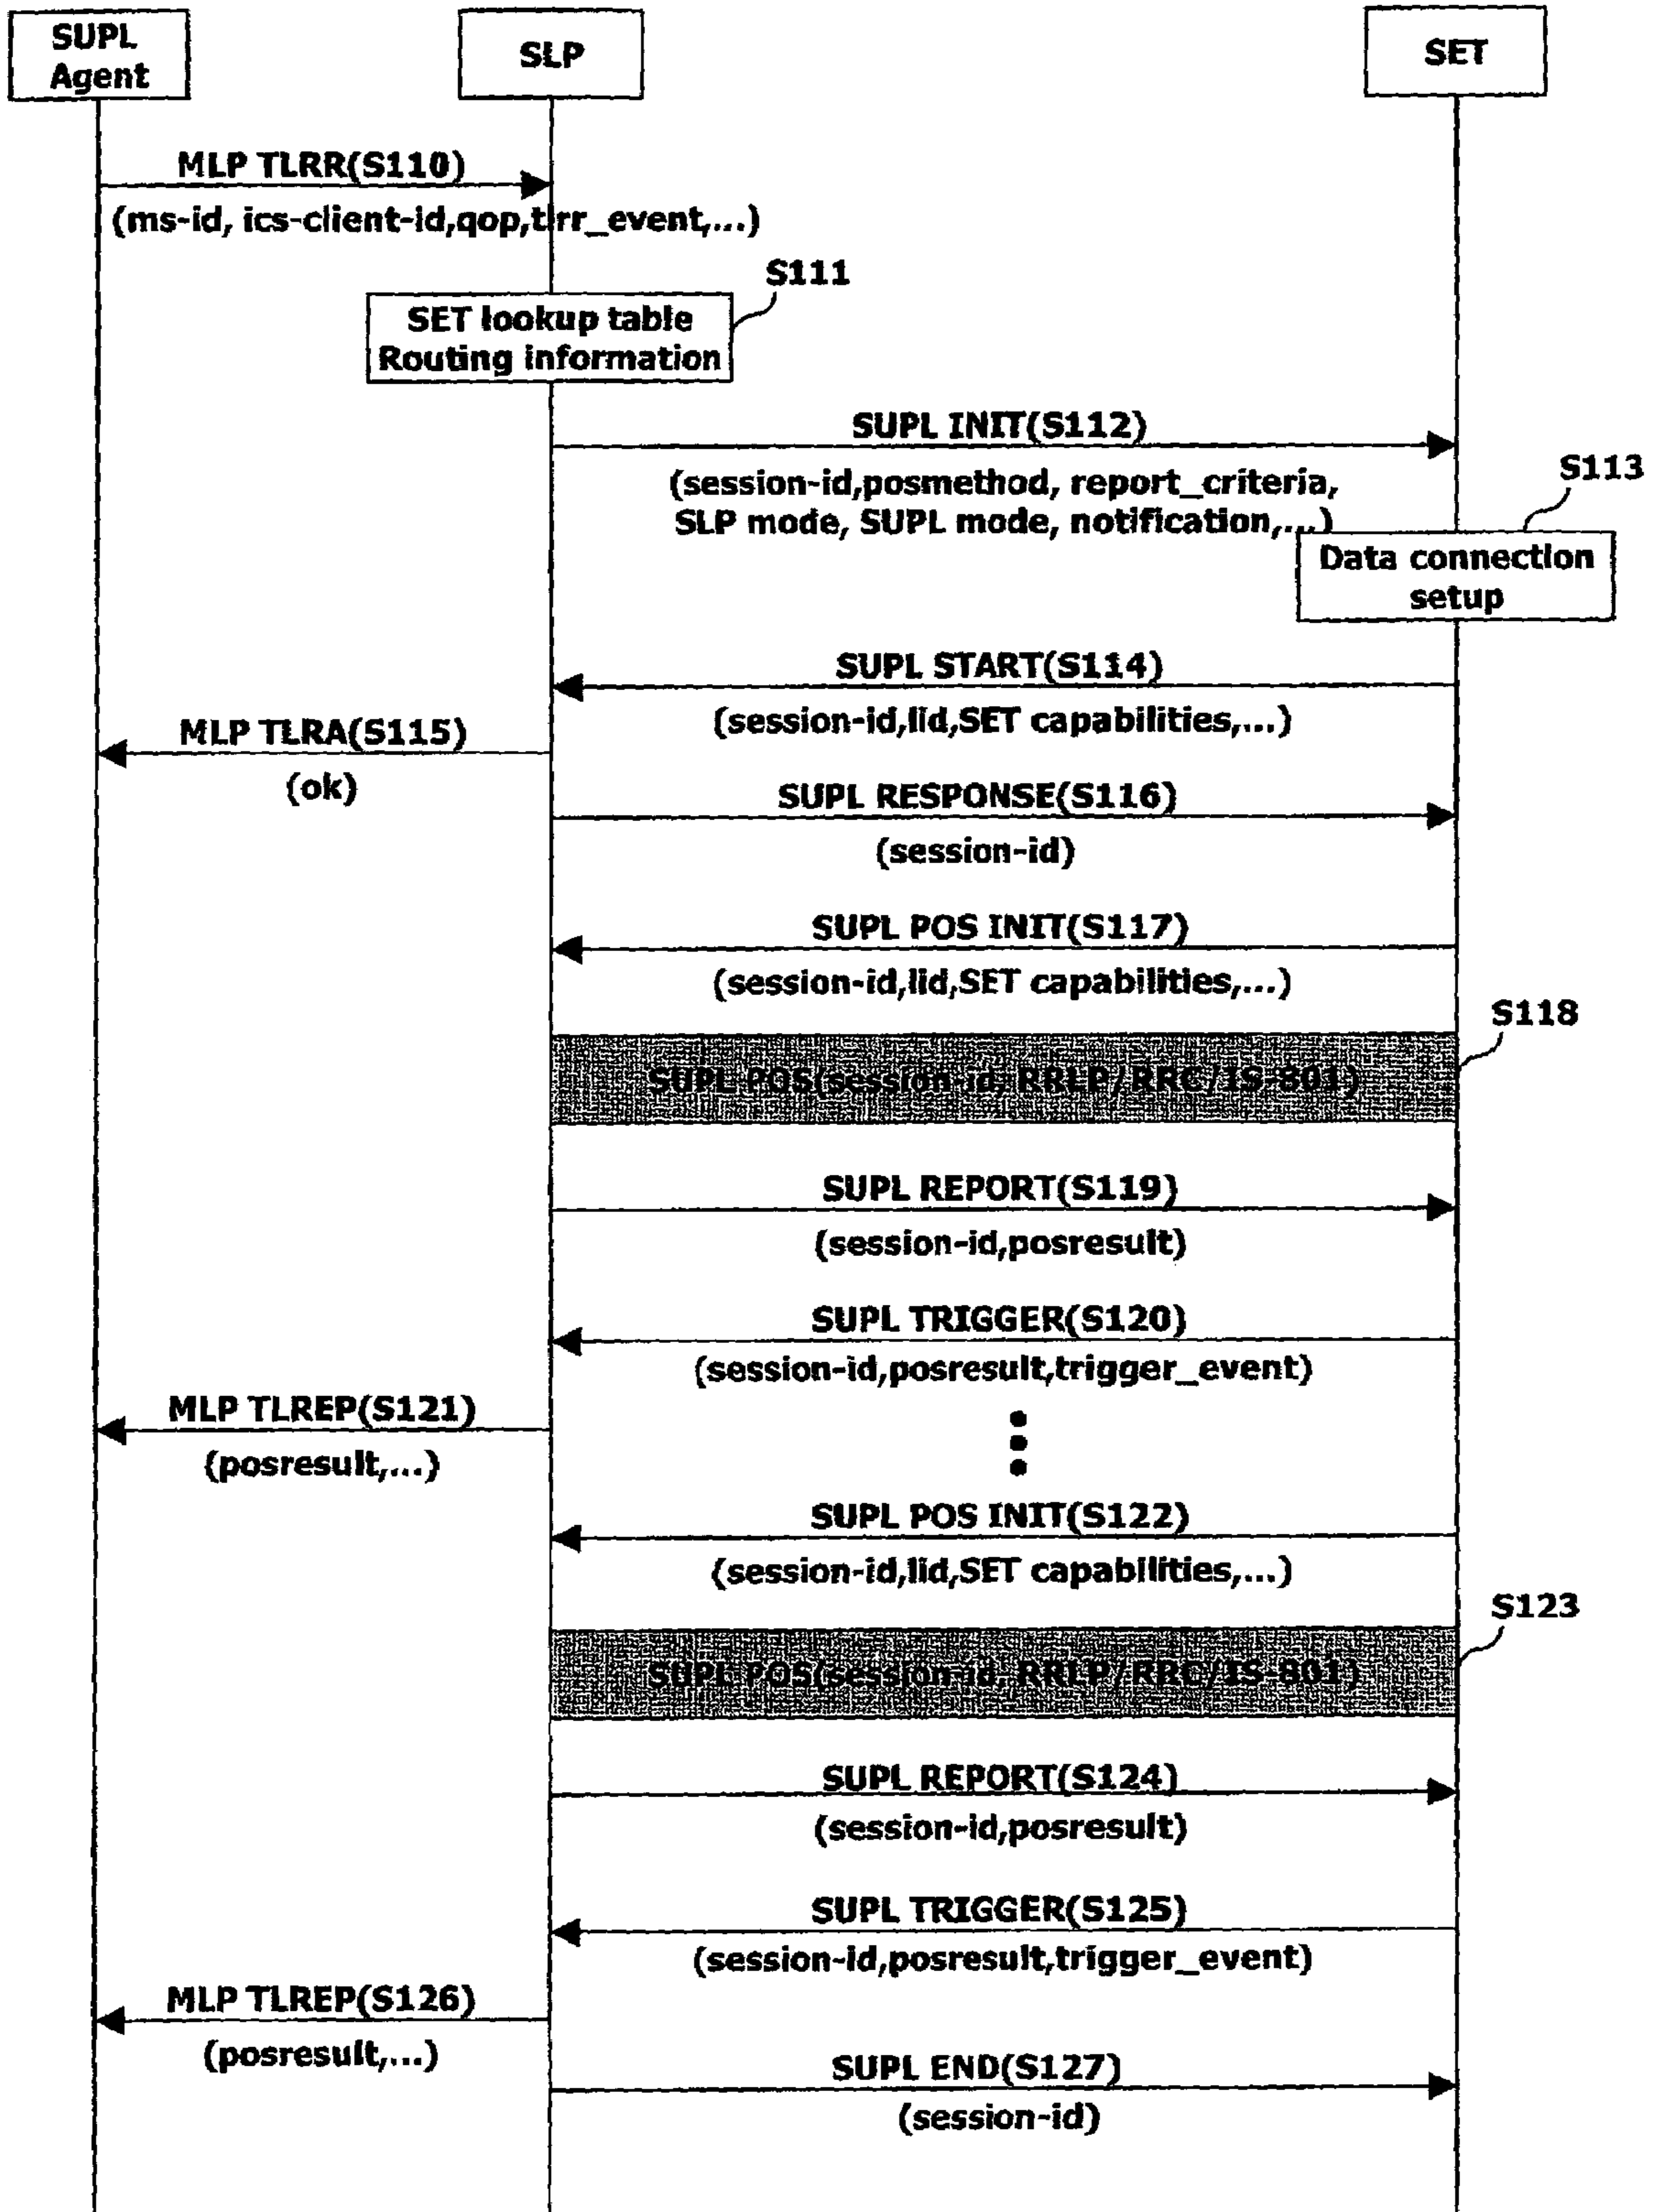 SUPL
Agent
SLP
SET
MLP TLRR(S110)
(ms-id, ics-client-id,qop,tlrr_event,...)
S111
SET lookup table
Routing information
SUPL INIT(S112)
(session-id,posmethod, report_criteria,
SLP mode, SUPL mode, notification,...)
S113
Data connection
setup
SUPL START(S114)
(session-id,lid,SET capabilities,...)
MLP TLRA(S115)
(ok)
SUPL RESPONSE(S116)
(session-id)
SUPL POS INIT(S117)
(session-id,lid,SET capabilities,...)
S118
SUPL POS(session-id, RRLP/RRC/IS-801)
SUPL REPORT(S119)
(session-id,posresult)
SUPL TRIGGER(S120)
(session-id,posresult,trigger_event)
MLP TLREP(S121)
(posresult,...)
SUPL POS INIT(S122)
(session-id,lid,SET capabilities,...)
S123
SUPL POS(session-id, RRLP/RRC/IS-801)
SUPL REPORT(S124)
(session-id,posresult)
SUPL TRIGGER(S125)
(session-id,posresult,trigger_event)
MLP TLREP(S126)
(posresult,...)
SUPL END(S127)
(session-id)